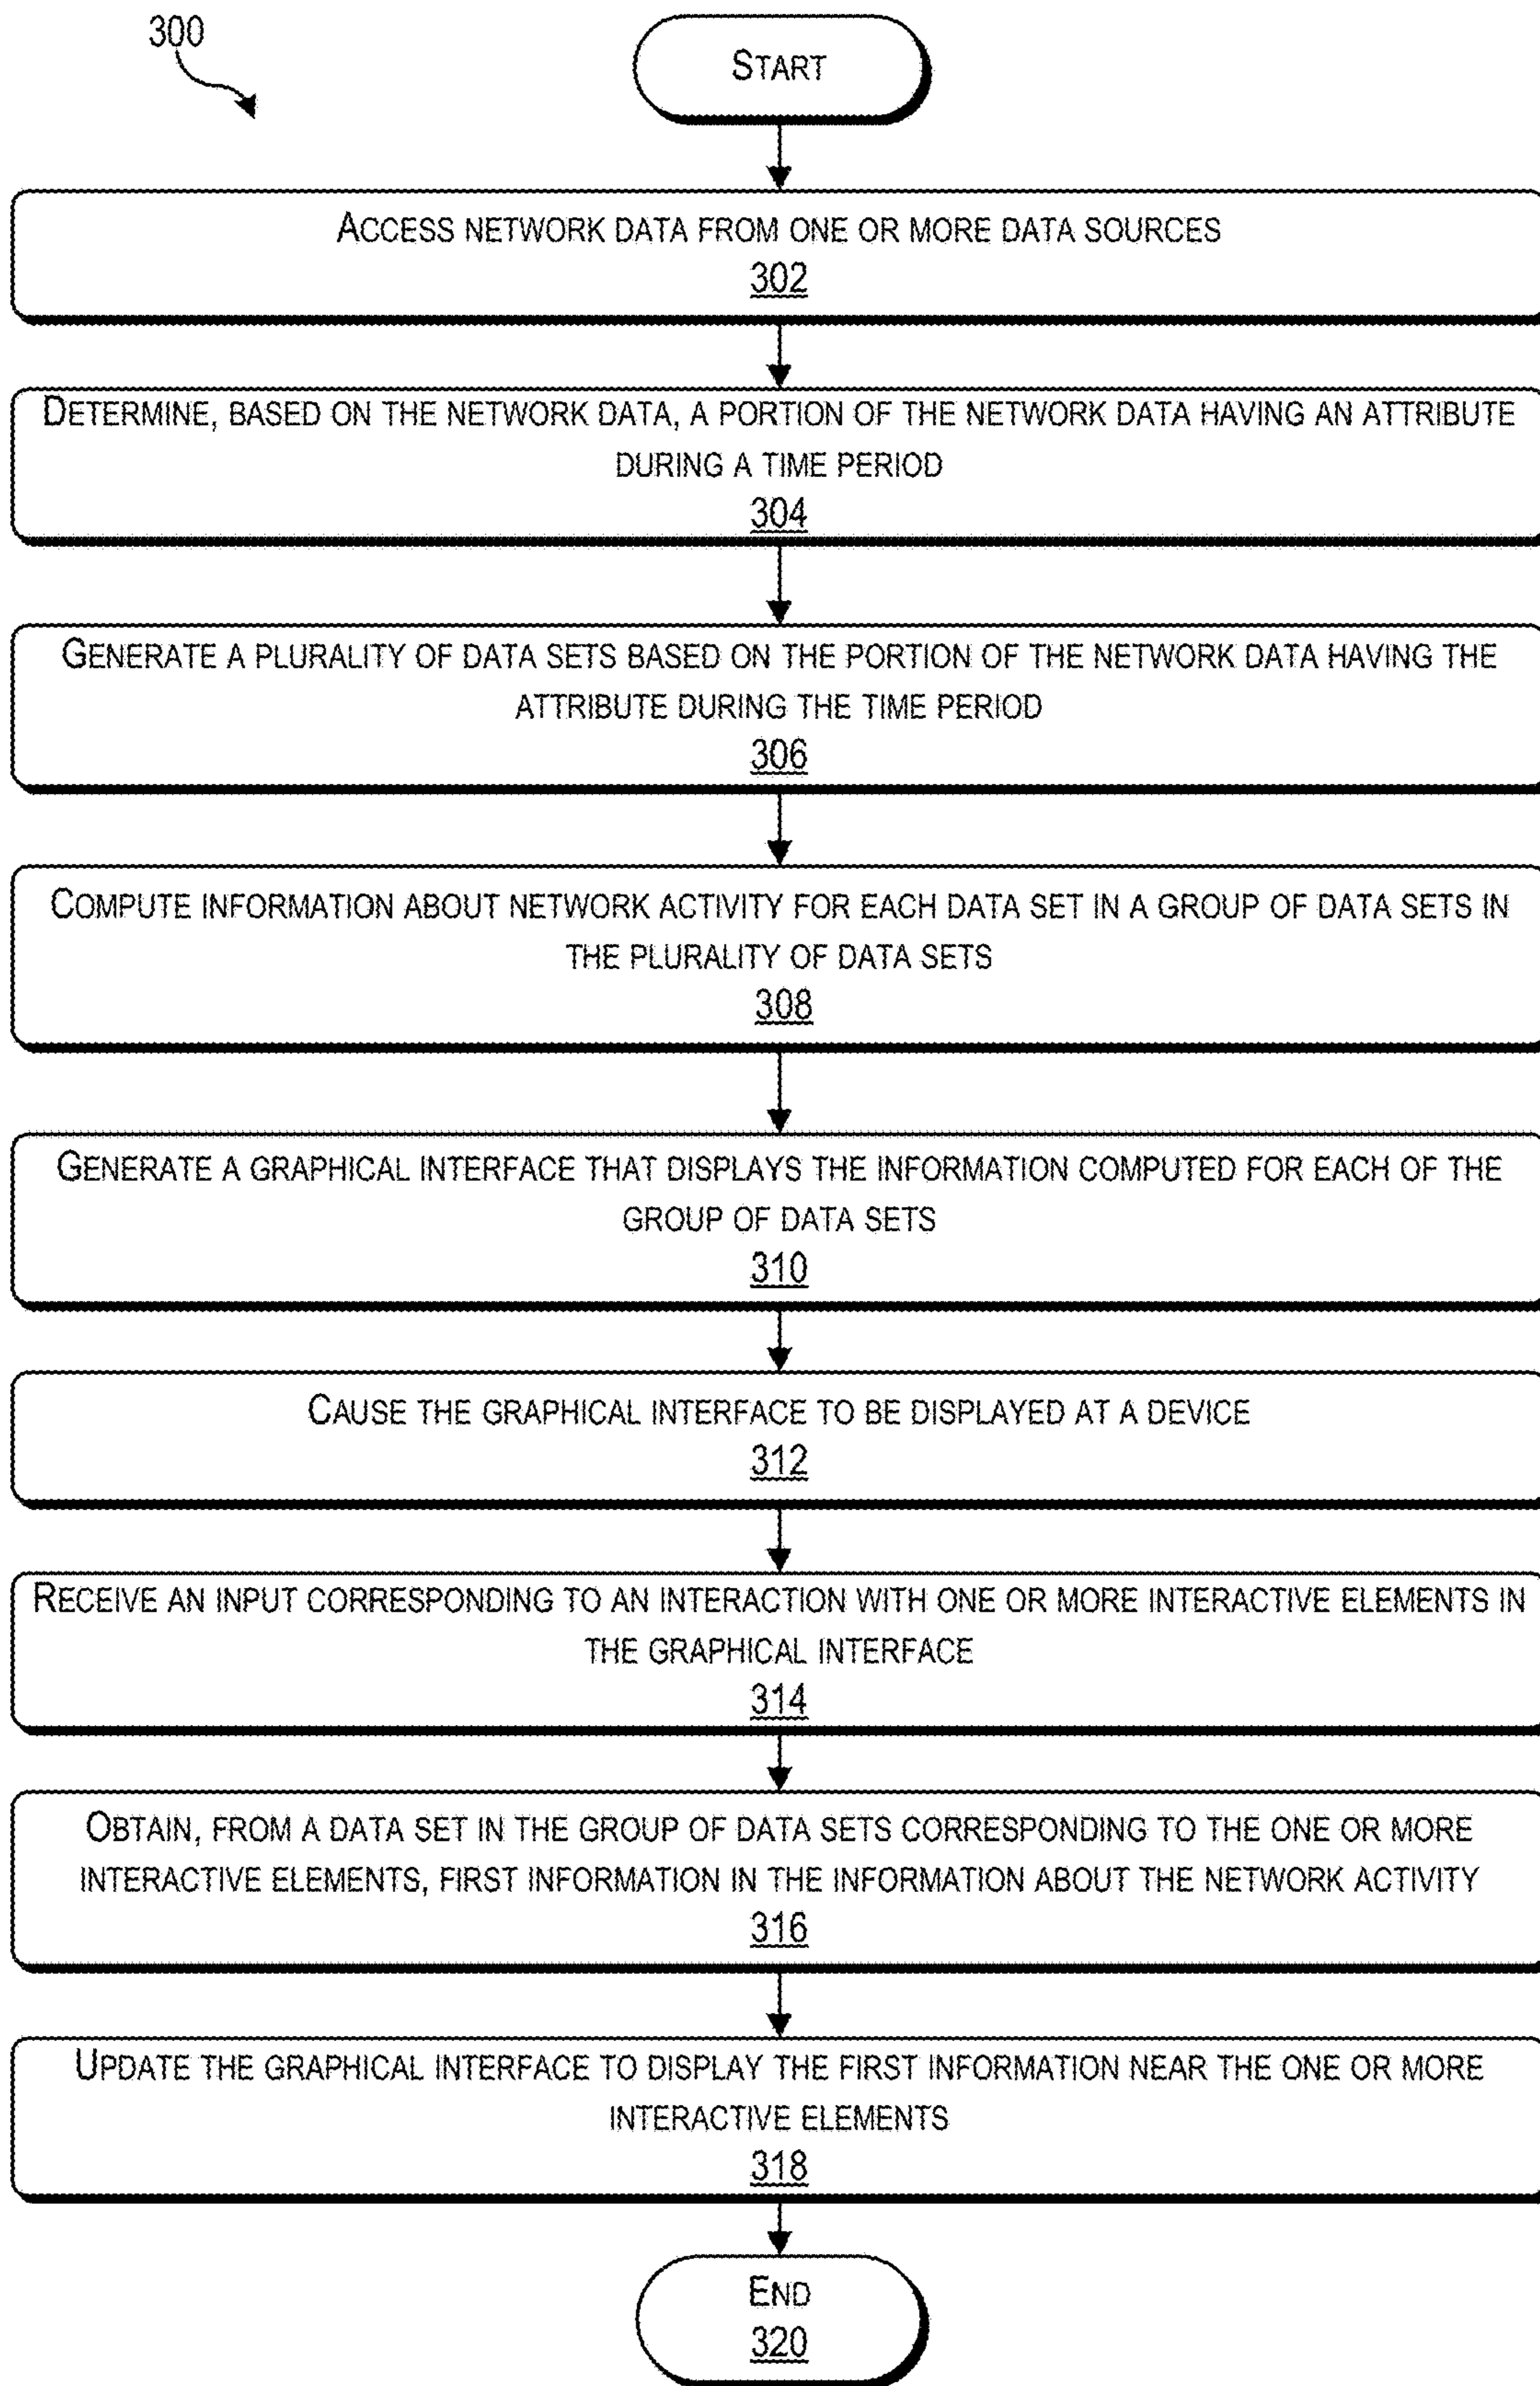 300
START
ACCESS NETWORK DATA FROM ONE OR MORE DATA SOURCES
302
DETERMINE, BASED ON THE NETWORK DATA, A PORTION OF THE NETWORK DATA HAVING AN ATTRIBUTE
DURING A TIME PERIOD
304
GENERATE A PLURALITY OF DATA SETS BASED ON THE PORTION OF THE NETWORK DATA HAVING THE
ATTRIBUTE DURING THE TIME PERIOD
306
COMPUTE INFORMATION ABOUT NETWORK ACTIVITY FOR EACH DATA SET IN A GROUP OF DATA SETS IN
THE PLURALITY OF DATA SETS
308
GENERATE A GRAPHICAL INTERFACE THAT DISPLAYS THE INFORMATION COMPUTED FOR EACH OF THE
GROUP OF DATA SETS
310
CAUSE THE GRAPHICAL INTERFACE TO BE DISPLAYED AT A DEVICE
312
RECEIVE AN INPUT CORRESPONDING TO AN INTERACTION WITH ONE OR MORE INTERACTIVE ELEMENTS IN
THE GRAPHICAL INTERFACE
314
OBTAIN, FROM A DATA SET IN THE GROUP OF DATA SETS CORRESPONDING TO THE ONE OR MORE
INTERACTIVE ELEMENTS, FIRST INFORMATION IN THE INFORMATION ABOUT THE NETWORK ACTIVITY
316
UPDATE THE GRAPHICAL INTERFACE TO DISPLAY THE FIRST INFORMATION NEAR THE ONE OR MORE
INTERACTIVE ELEMENTS
318
END
320